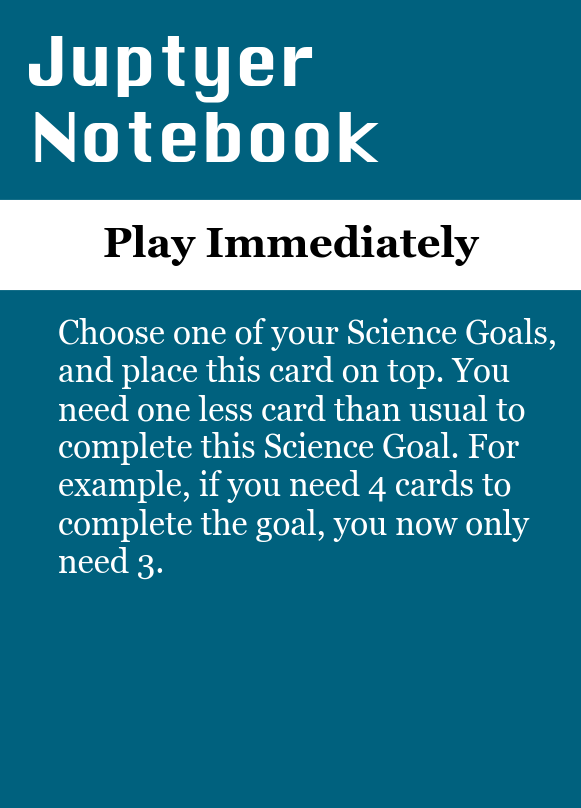 Juptyer
Notebook
Play Immediately
Choose one of your Science Goals,
and place this card on top. You
need one less card than usual to
complete this Science Goal. For
example, if you need 4 cards to
complete the goal, you now only
need 3.